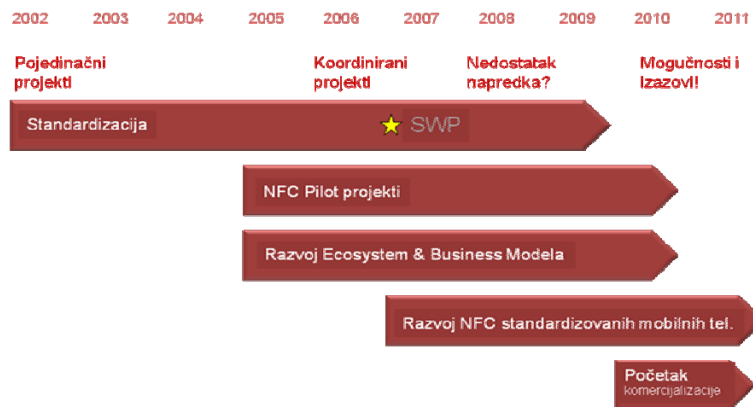 2002 2003 2004 2005 2006 2007 2008 2009 2010 2011
Pojedinačni projekti
Koordinirani projekti
Nedostatak napredka?
Mogučnosti i Izazovi!
Standardizacija
SWP
NFC Pilot projekti
Razvoj Ecosystem & Business Modela
Razvoj NFC standardizovanih mobilnih tel.
Početak
komercijalizacije